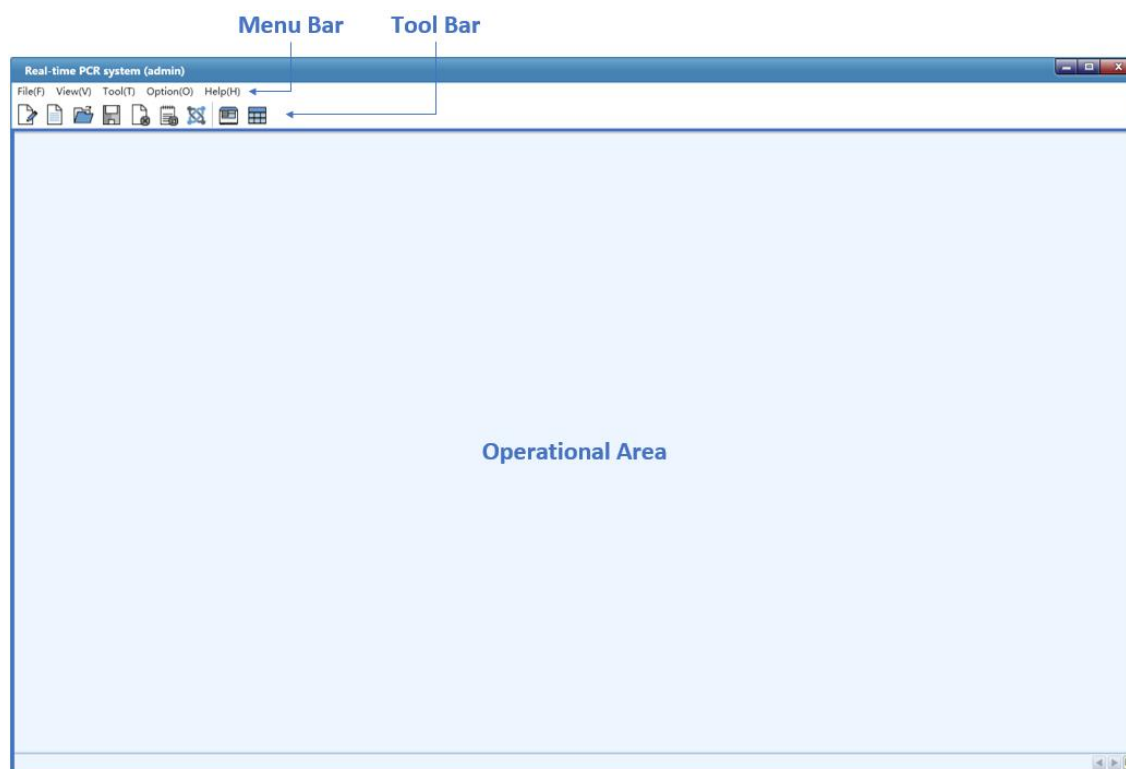 Menu Bar Tool Bar
Real-time PCR system (admin)
File(F) View(V) Tool(T) Option(O) Help(H)
Operational Area